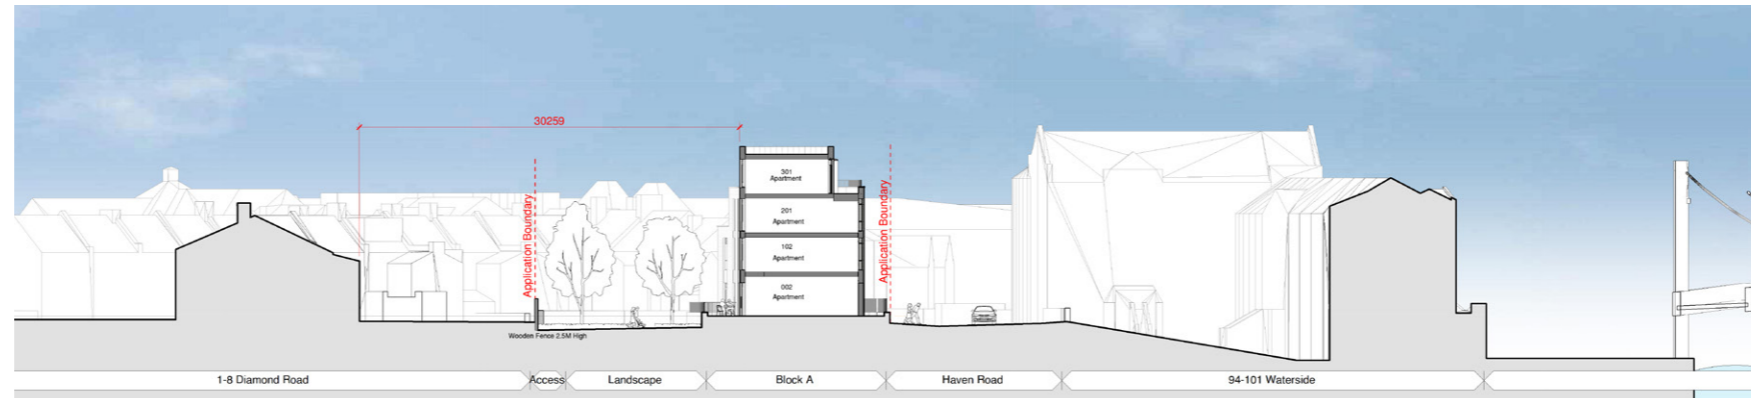 30259
Application Boundary
Application Boundary
301
Apartment
201
Apartment
102
Apartment
002
Apartment
Wooden Fence 2.5M High
1-8 Diamond Road
Access
Landscape
Block A
Haven Road
94-101 Waterside